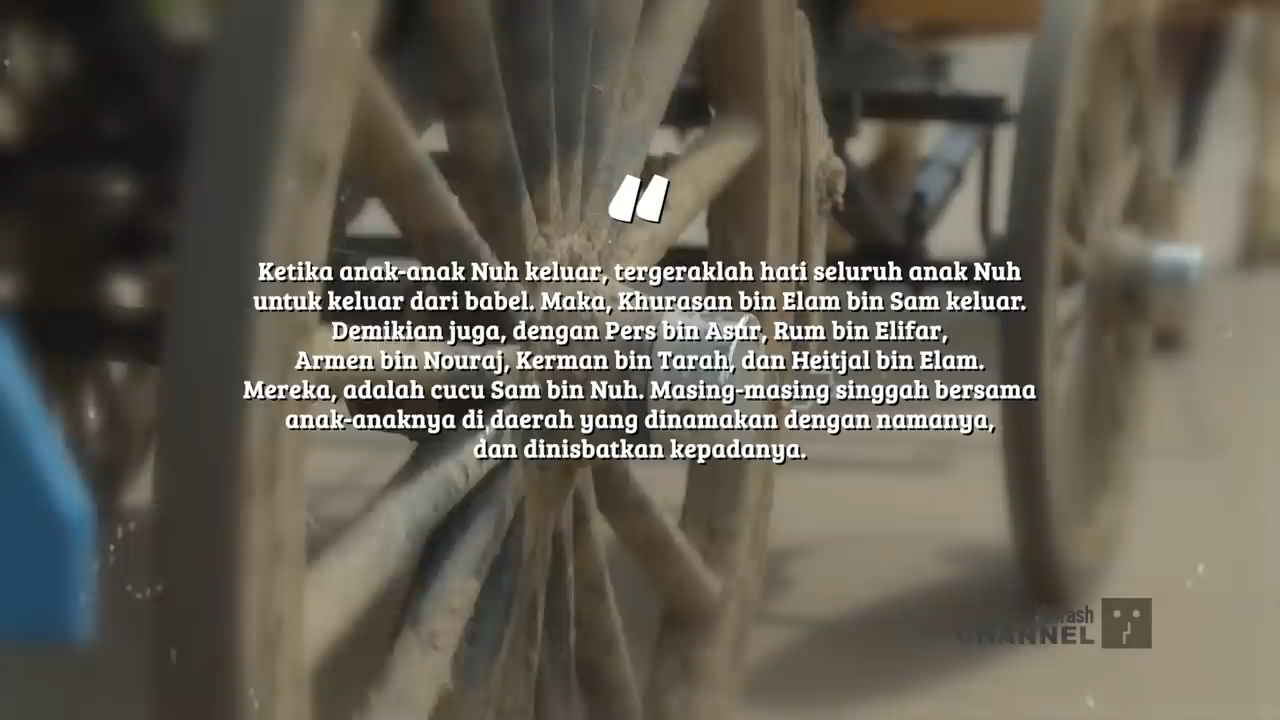 Ketika anak-anak Nuh keluar, tergeraklah hati seluruh anak Nuh
untuk keluar dari babel. Maka, Khurasan bin Elam bin Sam keluar.
Demikian juga, dengan Pers bin Asur, Rum bin Elifar,
Armen bin Nouraj, Kerman bin Tarah, dan Heitjal bin Elam.
Mereka, adalah cucu Sam bin Nuh. Masing-masing singgah bersama
anak-anaknya di daerah yang dinamakan dengan namanya,
dan dinisbatkan kepadanya.
CHANNEL